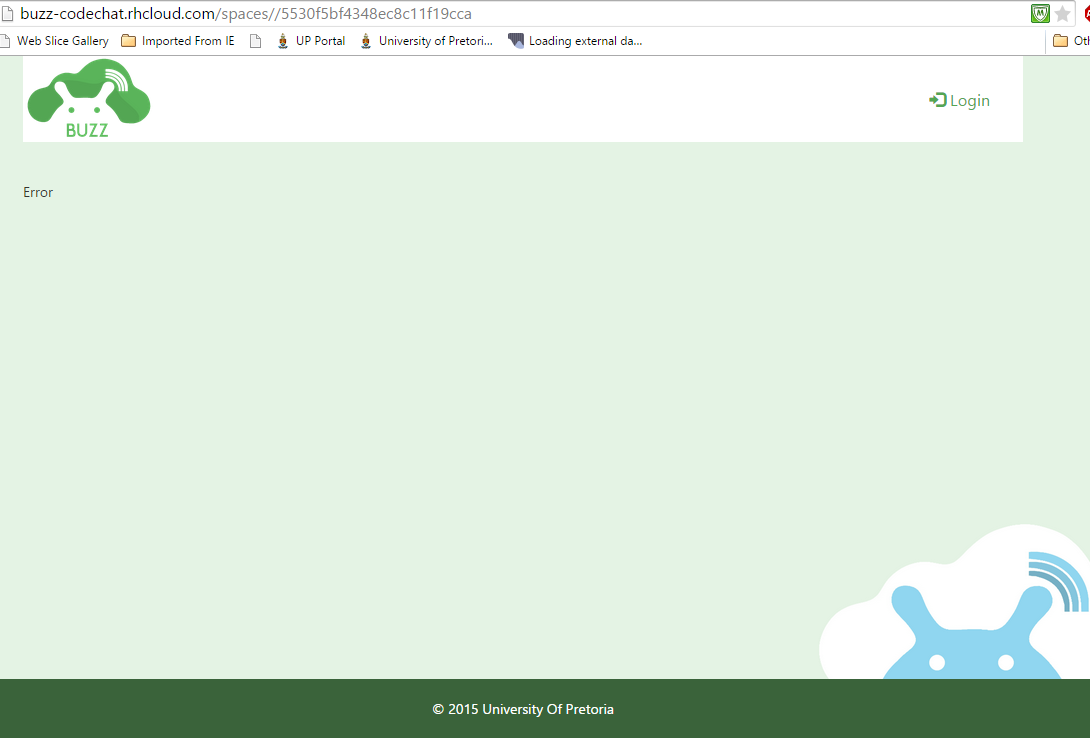 buzz-codechat.rhcloud.com/spaces//5530f5bf4348ec8c11f19cca
Web Slice Gallery Imported From IE UP Portal University of Pretori... Loading external da... Oth
BUZZ
Login
Error
© 2015 University Of Pretoria